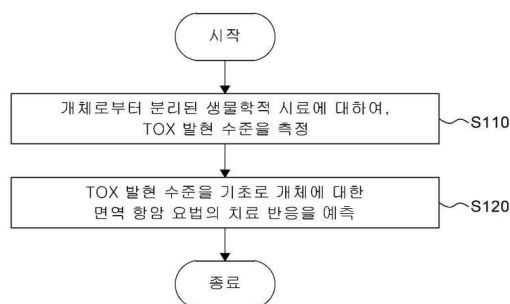 시작
개체로부터 분리된 생물학적 시료에 대하여,
TOX 발현 수준을 측정
S110
TOX 발현 수준을 기초로 개체에 대한
면역 항암 요법의 치료 반응을 예측
S120
종료